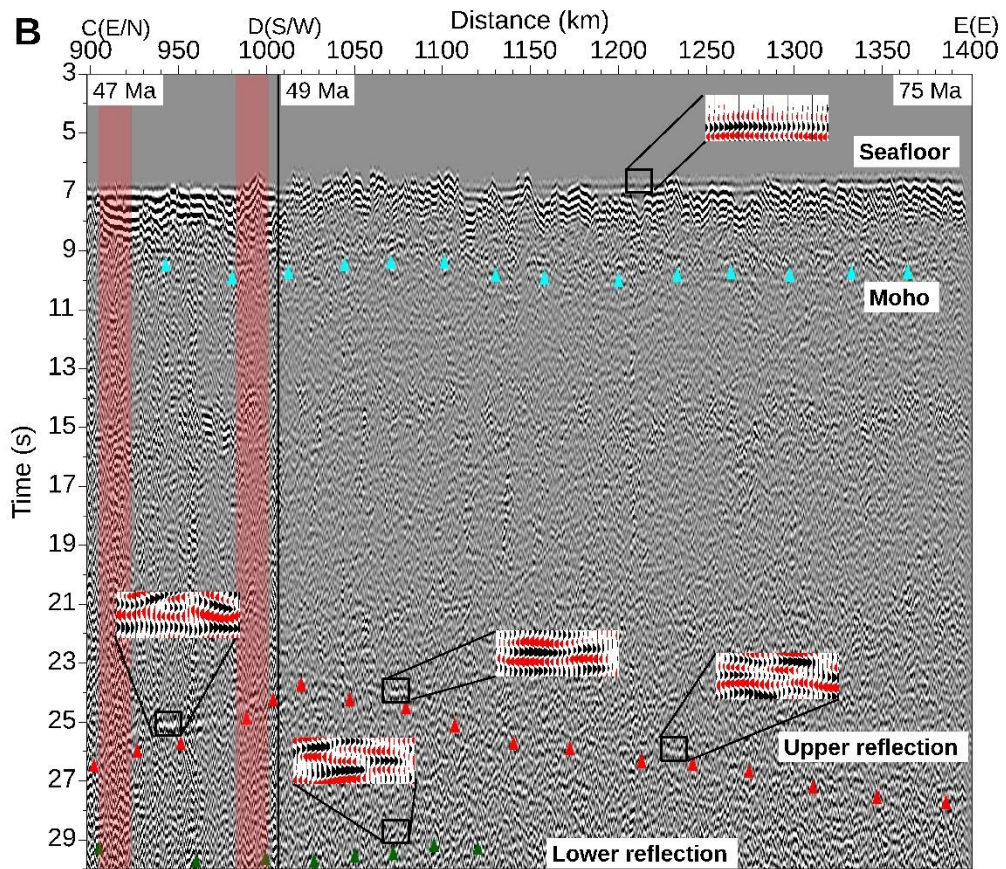 B
C(E/N) D(S/W) Distance (km) E(E)
900 950 1000 1050 1100 1150 1200 1250 1300 1350 1400
3
47 Ma 49 Ma 75 Ma
5
Seafloor
7
9
Moho
11
13
15
Time (s)
17
19
21
23
25
Upper reflection
27
29
Lower reflection